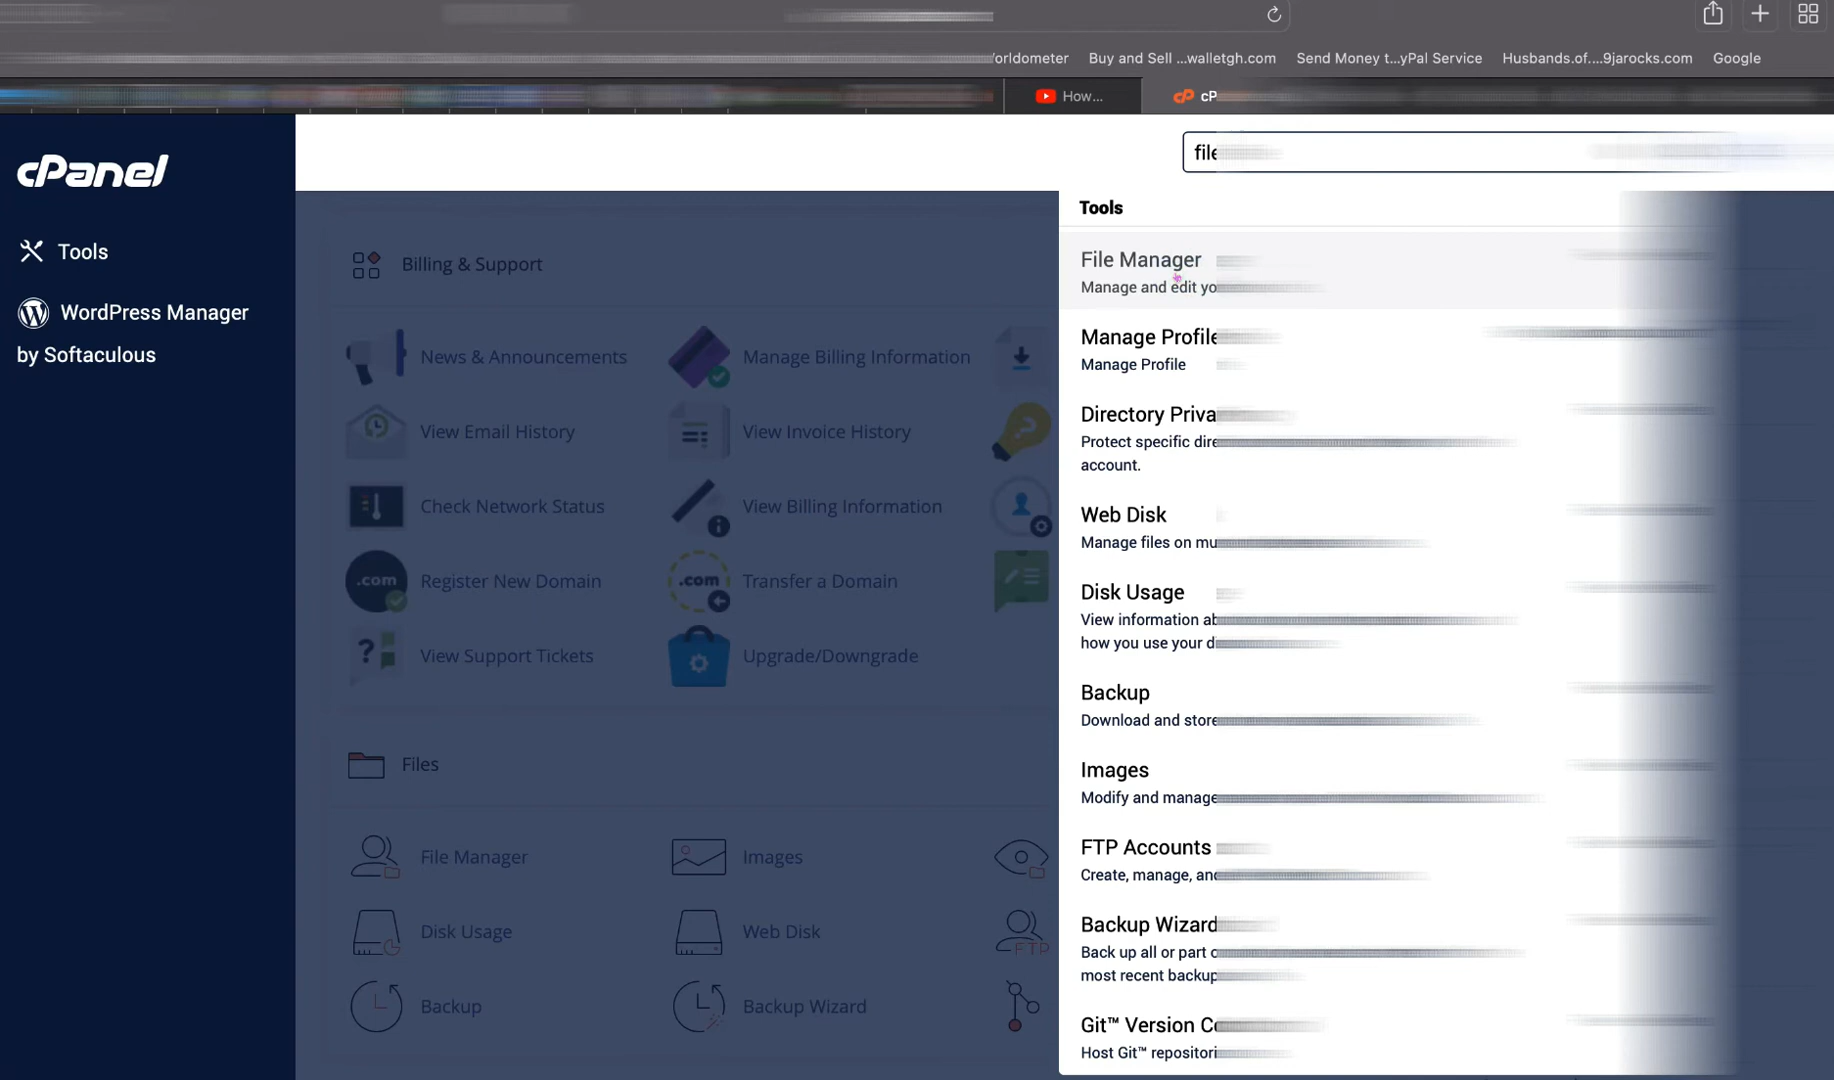 orldometer Buy and Sell ...walletgh.com Send Money t...yPal Service Husbands.of....9jarocks.com Google
How... cP
cPanel
file
Tools
WordPress Manager
by Softaculous
Billing & Support
News & Announcements Manage Billing Information
View Email History View Invoice History
Check Network Status View Billing Information
.com Register New Domain .com Transfer a Domain
View Support Tickets Upgrade/Downgrade
Files
File Manager Images
Disk Usage Web Disk FTP
Backup Backup Wizard
Tools
File Manager
Manage and edit yo
Manage Profile
Manage Profile
Directory Priva
Protect specific dire
account.
Web Disk
Manage files on mu
Disk Usage
View information ab
how you use your d
Backup
Download and store
Images
Modify and manage
FTP Accounts
Create, manage, and
Backup Wizard
Back up all or part o
most recent backup
Git™ Version Co
Host Git™ repositori